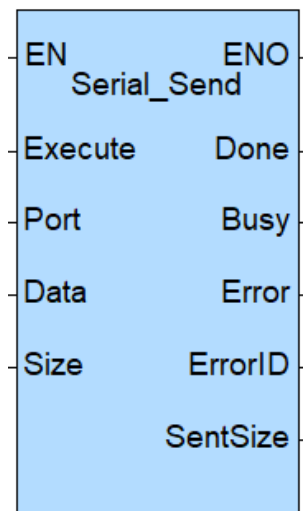 EN ENO
Serial_Send
Execute Done
Port Busy
Data Error
Size ErrorID
SentSize